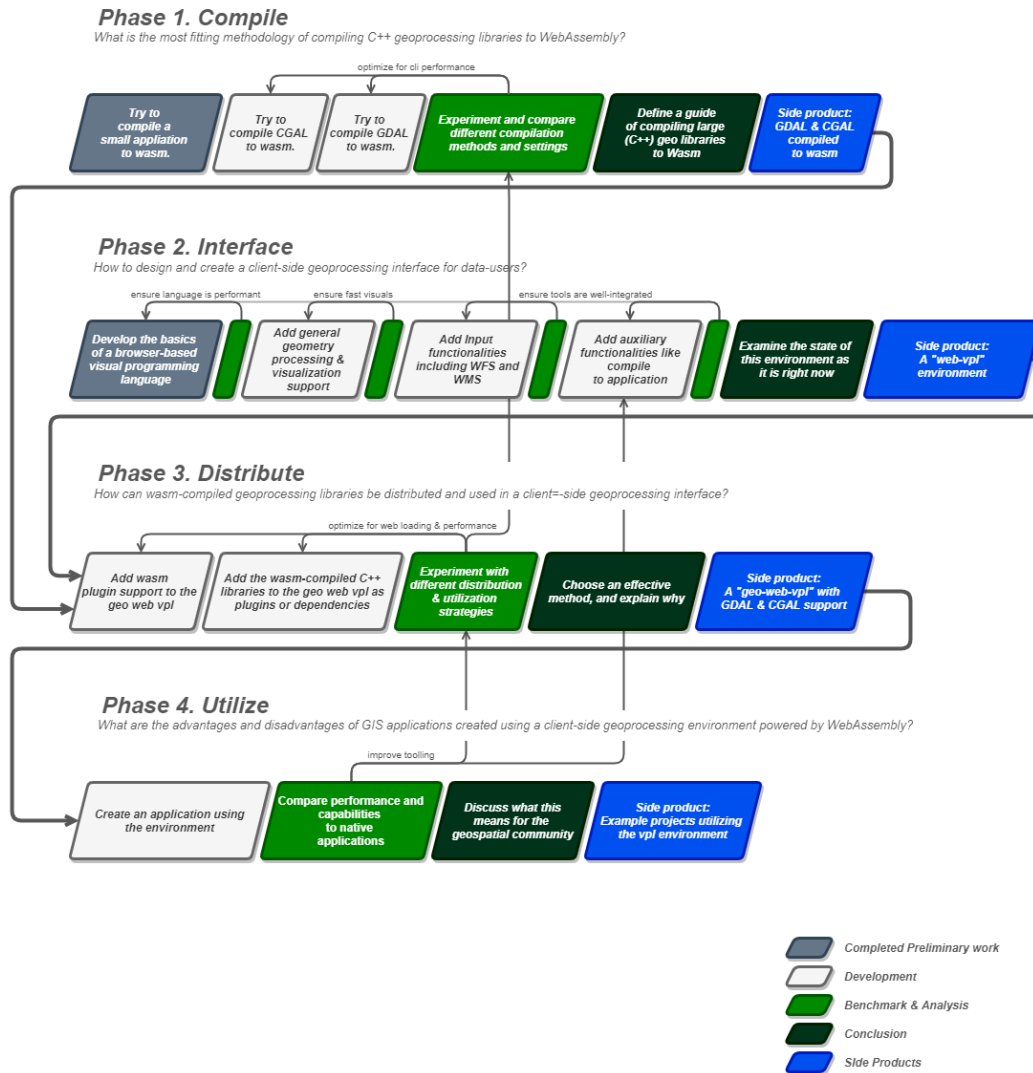 Phase 1. Compile
What is the most fitting methodology of compiling C++ geoprocessing libraries to WebAssembly?
optimize for cli performance
Try to
compile a
small appliation
to wasm.
Try to
compile CGAL
to wasm.
Try to
compile GDAL
to wasm.
Experiment and compare
different compilation
methods and settings
Define a guide
of compiling large
(C++) geo libraries
to Wasm
Side product:
GDAL & CGAL
compiled
to wasm
Phase 2. Interface
How to design and create a client-side geoprocessing interface for data-users?
ensure language is performant
ensure fast visuals
ensure tools are well-integrated
Develop the basics
of a browser-based
visual programming
language
Add general
geometry
processing &
visualization
support
Add Input
functionalities
including WFS and
WMS
Add auxiliary
functionalities like
compile
to application
Examine the state of
this environment as
it is right now
Side product:
A "web-vpl"
environment
Phase 3. Distribute
How can wasm-compiled geoprocessing libraries be distributed and used in a client=-side geoprocessing interface?
optimize for web loading & performance
Add wasm
plugin support to the
geo web vpl
Add the wasm-compiled C++
libraries to the geo web vpl as
plugins or dependencies
Experiment with
different distribution
& utilization
strategies
Choose an effective
method, and explain why
Side product:
A "geo-web-vpl" with
GDAL & CGAL support
Phase 4. Utilize
What are the advantages and disadvantages of GIS applications created using a client-side geoprocessing environment powered by WebAssembly?
improve toolling
Create an application using
the environment
Compare performance and
capabilities
to native
applications
Discuss what this
means for the
geospatial community
Side product:
Example projects utilizing
the vpl environment
Completed Preliminary work
Development
Benchmark & Analysis
Conclusion
SIde Products